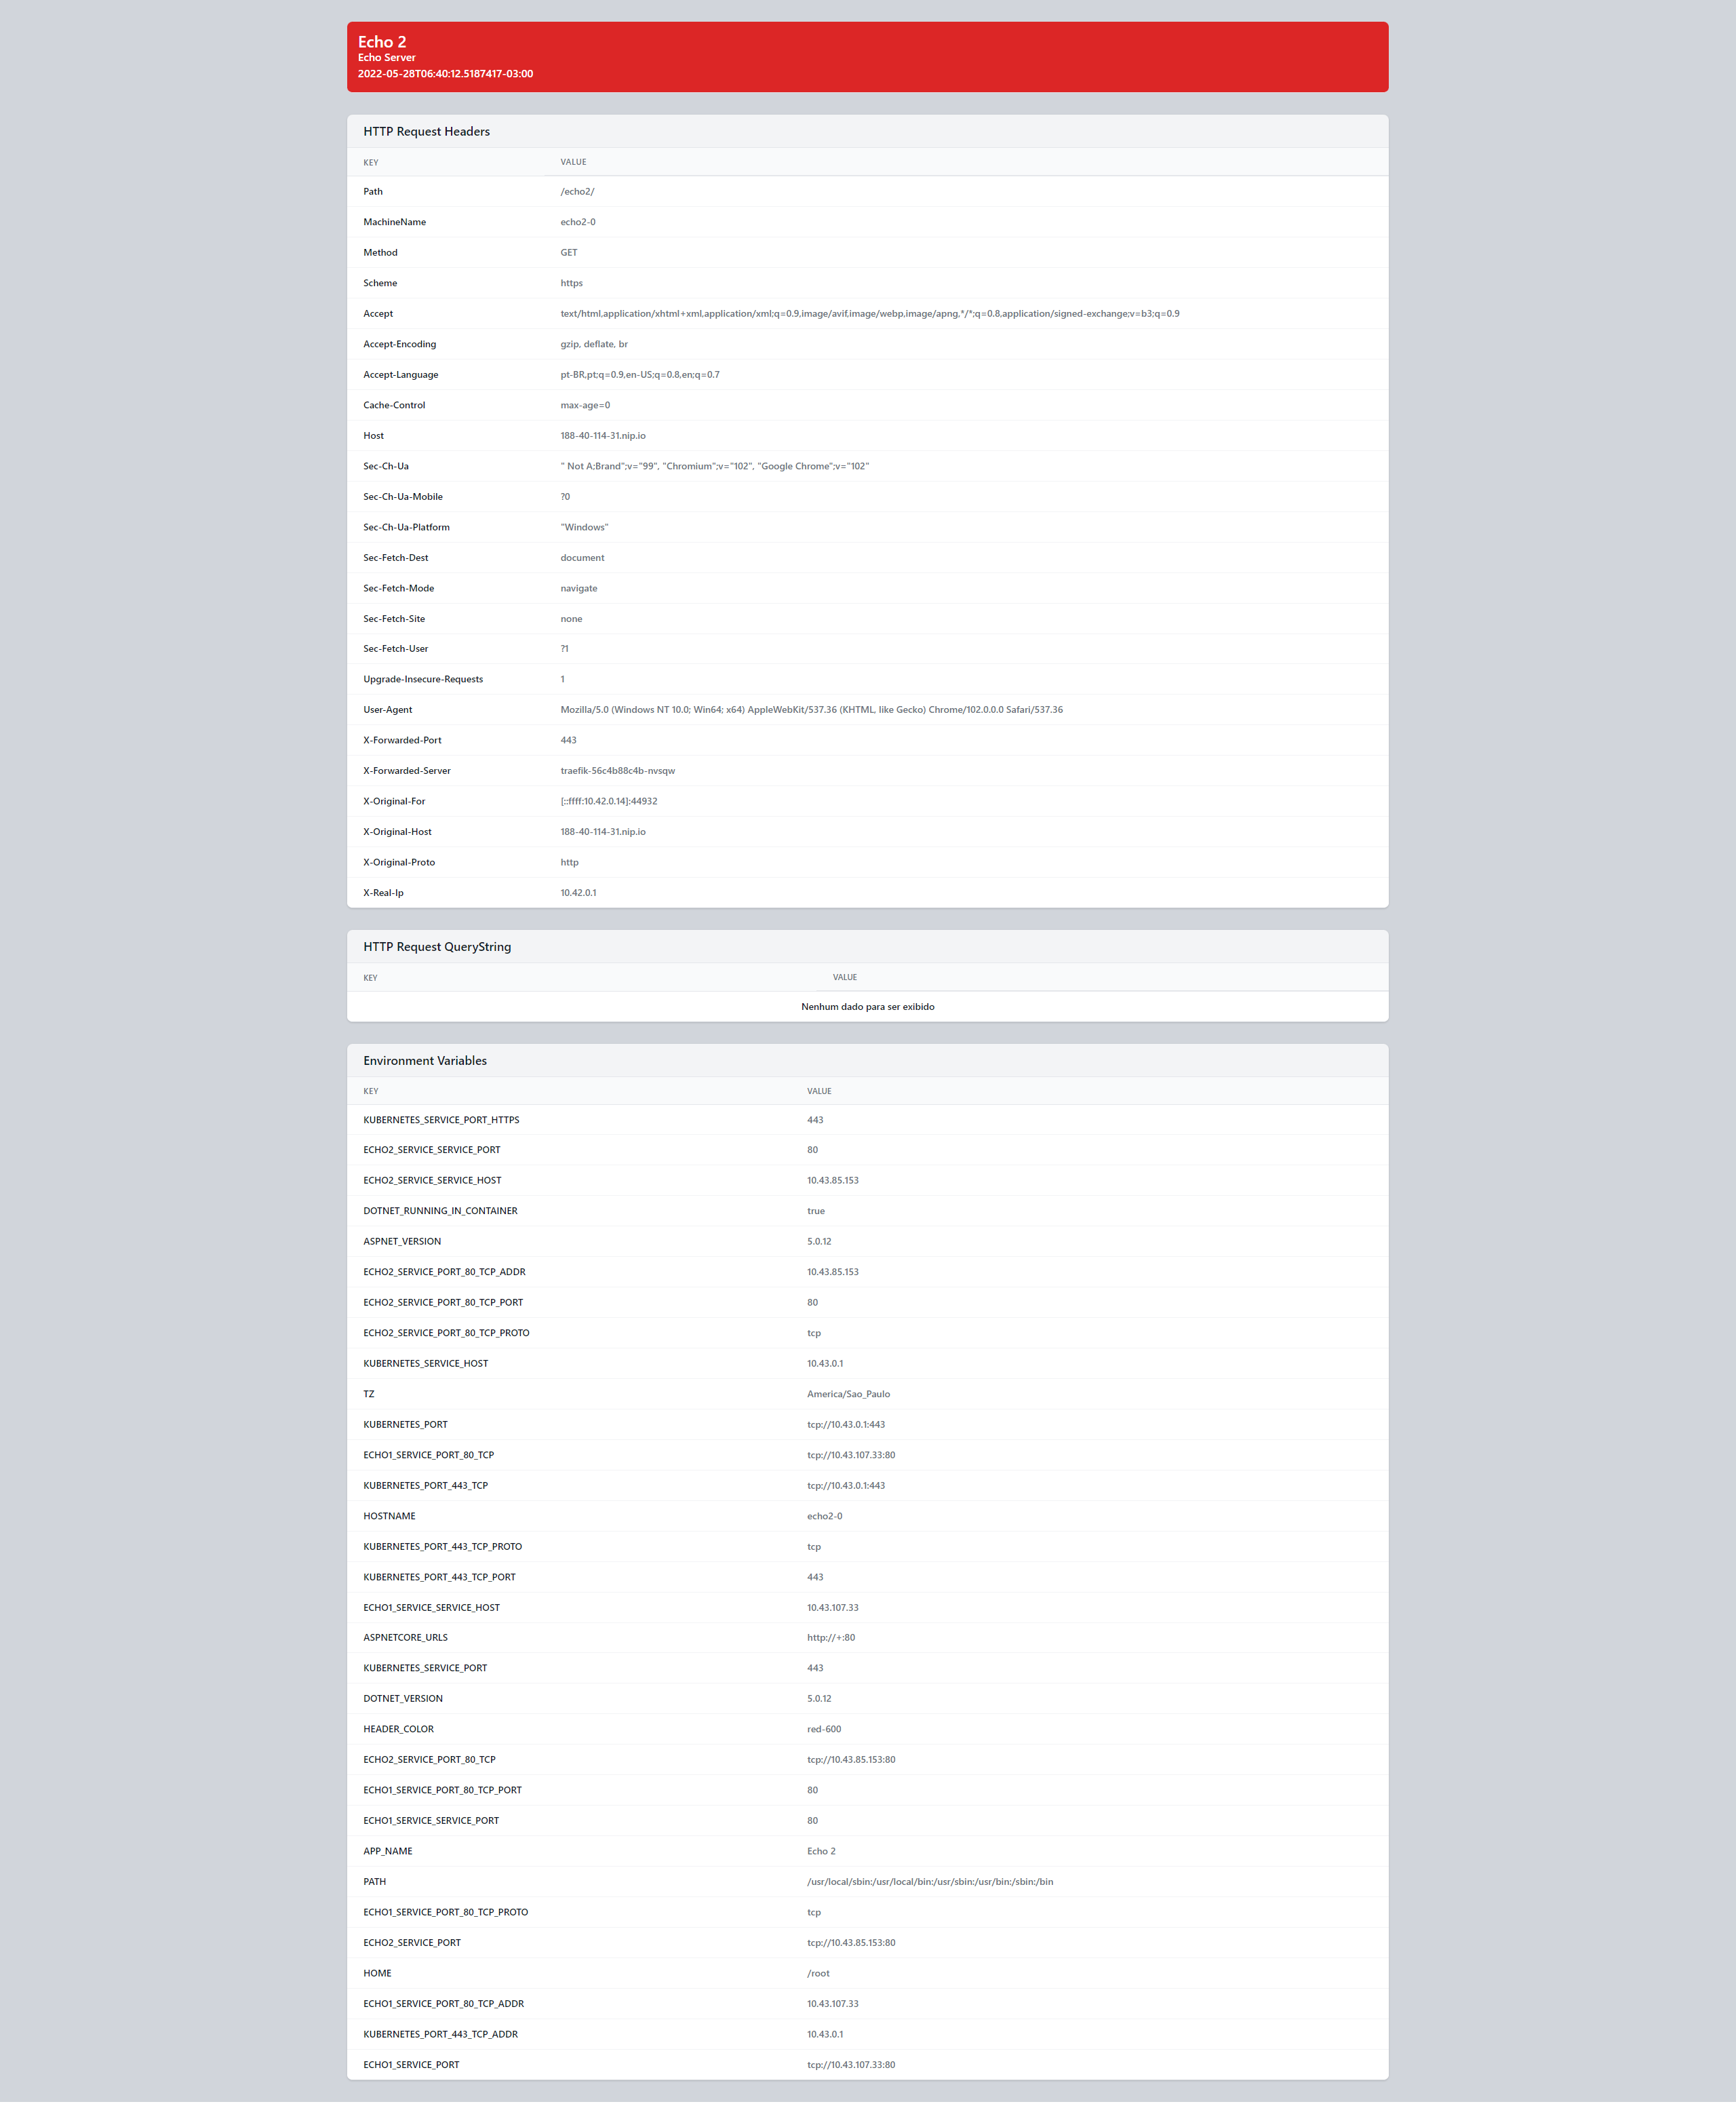 Echo 2
Echo Server
2022-05-28T06:40:12.5187417-03:00
HTTP Request Headers
KEY VALUE
Path /echo2/
MachineName echo2-0
Method GET
Scheme https
Accept text/html,application/xhtml+xml,application/xml;q=0.9,image/avif,image/webp,image/apng,*/*;q=0.8,application/signed-exchange;v=b3;q=0.9
Accept-Encoding gzip, deflate, br
Accept-Language pt-BR,pt;q=0.9,en-US;q=0.8,en;q=0.7
Cache-Control max-age=0
Host 188-40-114-31.nip.io
Sec-Ch-Ua " Not A;Brand";v="99", "Chromium";v="102", "Google Chrome";v="102"
Sec-Ch-Ua-Mobile ?0
Sec-Ch-Ua-Platform "Windows"
Sec-Fetch-Dest document
Sec-Fetch-Mode navigate
Sec-Fetch-Site none
Sec-Fetch-User ?1
Upgrade-Insecure-Requests 1
User-Agent Mozilla/5.0 (Windows NT 10.0; Win64; x64) AppleWebKit/537.36 (KHTML, like Gecko) Chrome/102.0.0.0 Safari/537.36
X-Forwarded-Port 443
X-Forwarded-Server traefik-56c4b88c4b-nvsqw
X-Original-For [::ffff:10.42.0.14]:44932
X-Original-Host 188-40-114-31.nip.io
X-Original-Proto http
X-Real-Ip 10.42.0.1
HTTP Request QueryString
KEY VALUE
Nenhum dado para ser exibido
Environment Variables
KEY VALUE
KUBERNETES_SERVICE_PORT_HTTPS 443
ECHO2_SERVICE_SERVICE_PORT 80
ECHO2_SERVICE_SERVICE_HOST 10.43.85.153
DOTNET_RUNNING_IN_CONTAINER true
ASPNET_VERSION 5.0.12
ECHO2_SERVICE_PORT_80_TCP_ADDR 10.43.85.153
ECHO2_SERVICE_PORT_80_TCP_PORT 80
ECHO2_SERVICE_PORT_80_TCP_PROTO tcp
KUBERNETES_SERVICE_HOST 10.43.0.1
TZ America/Sao_Paulo
KUBERNETES_PORT tcp://10.43.0.1:443
ECHO1_SERVICE_PORT_80_TCP tcp://10.43.107.33:80
KUBERNETES_PORT_443_TCP tcp://10.43.0.1:443
HOSTNAME echo2-0
KUBERNETES_PORT_443_TCP_PROTO tcp
KUBERNETES_PORT_443_TCP_PORT 443
ECHO1_SERVICE_SERVICE_HOST 10.43.107.33
ASPNETCORE_URLS http://+:80
KUBERNETES_SERVICE_PORT 443
DOTNET_VERSION 5.0.12
HEADER_COLOR red-600
ECHO2_SERVICE_PORT_80_TCP tcp://10.43.85.153:80
ECHO1_SERVICE_PORT_80_TCP_PORT 80
ECHO1_SERVICE_SERVICE_PORT 80
APP_NAME Echo 2
PATH /usr/local/sbin:/usr/local/bin:/usr/sbin:/usr/bin:/sbin:/bin
ECHO1_SERVICE_PORT_80_TCP_PROTO tcp
ECHO2_SERVICE_PORT tcp://10.43.85.153:80
HOME /root
ECHO1_SERVICE_PORT_80_TCP_ADDR 10.43.107.33
KUBERNETES_PORT_443_TCP_ADDR 10.43.0.1
ECHO1_SERVICE_PORT tcp://10.43.107.33:80